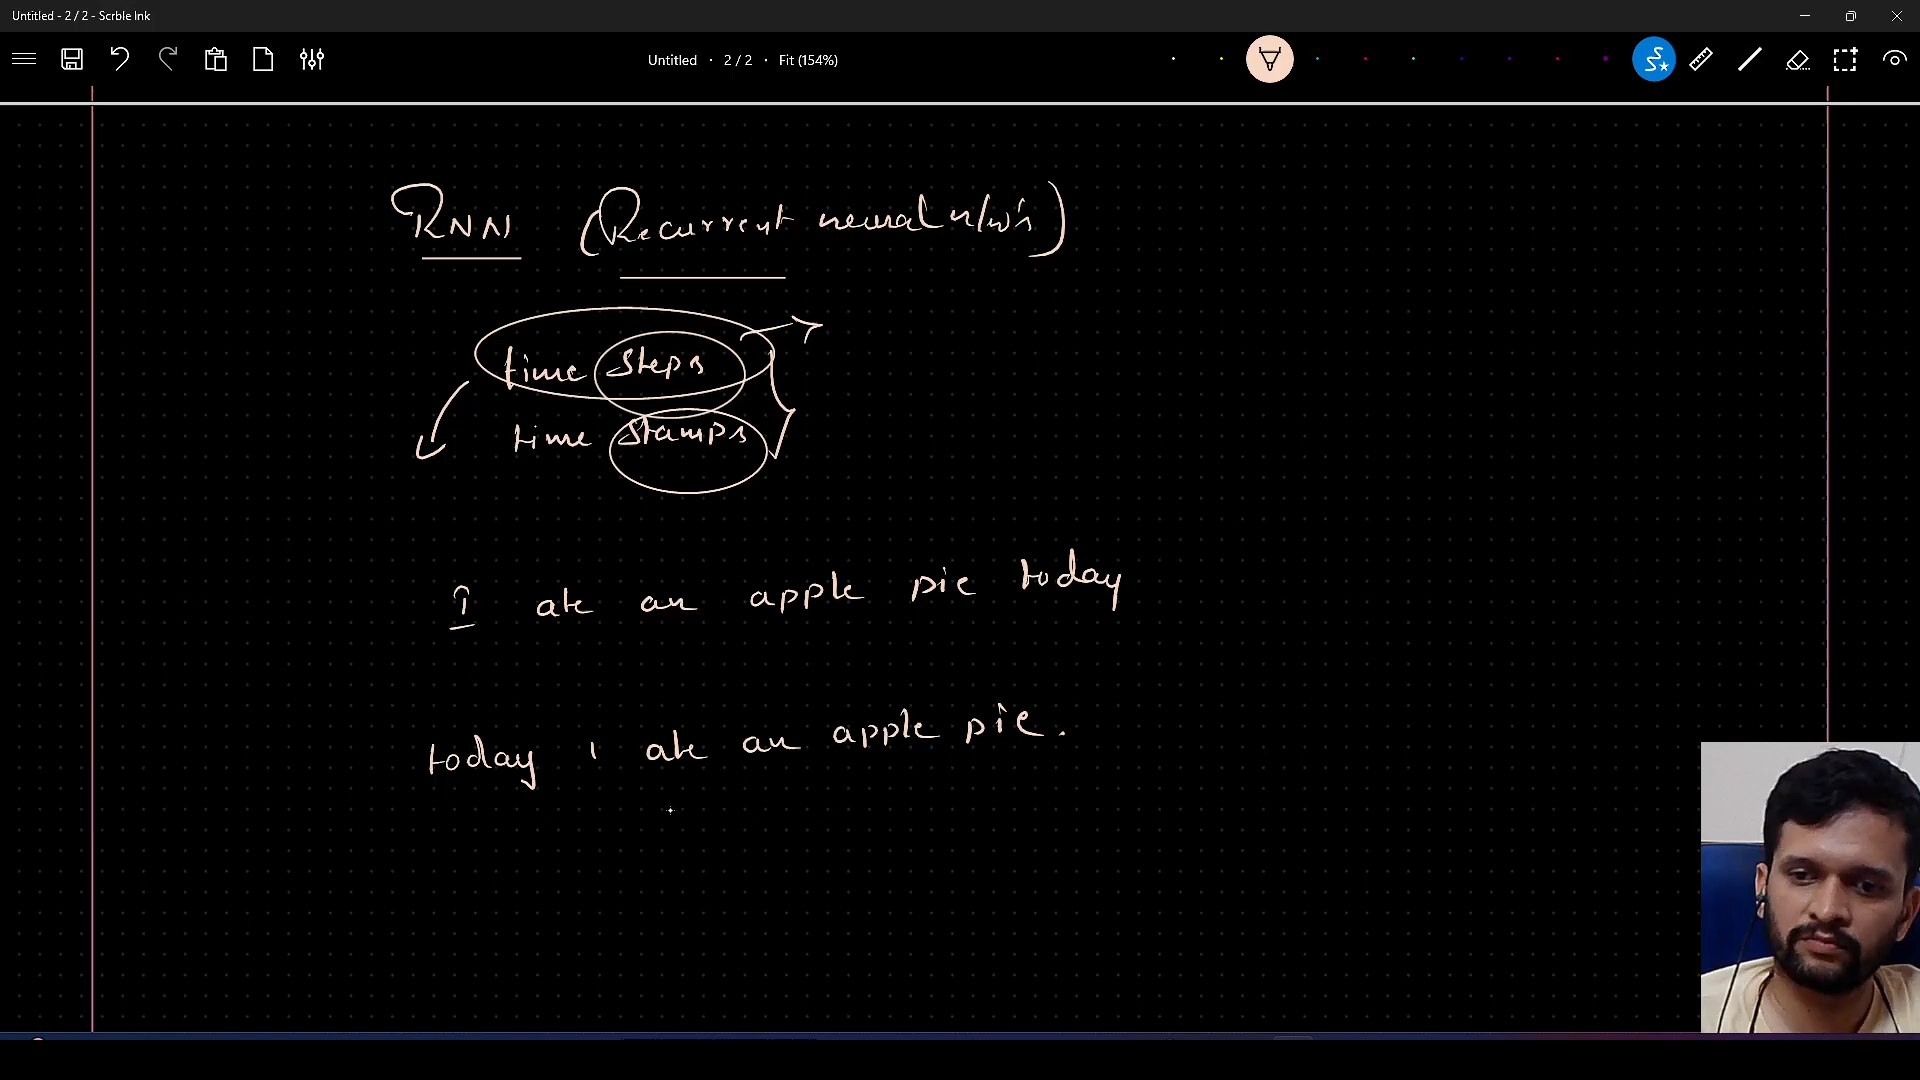 Untitled - 2 / 2 - Scrble Ink
Untitled · 2 / 2 · Fit (154%)
RNN (Recurrent neural n/w's)
time steps
time stamps
I ate an apple pie today
today I ate an apple pie.